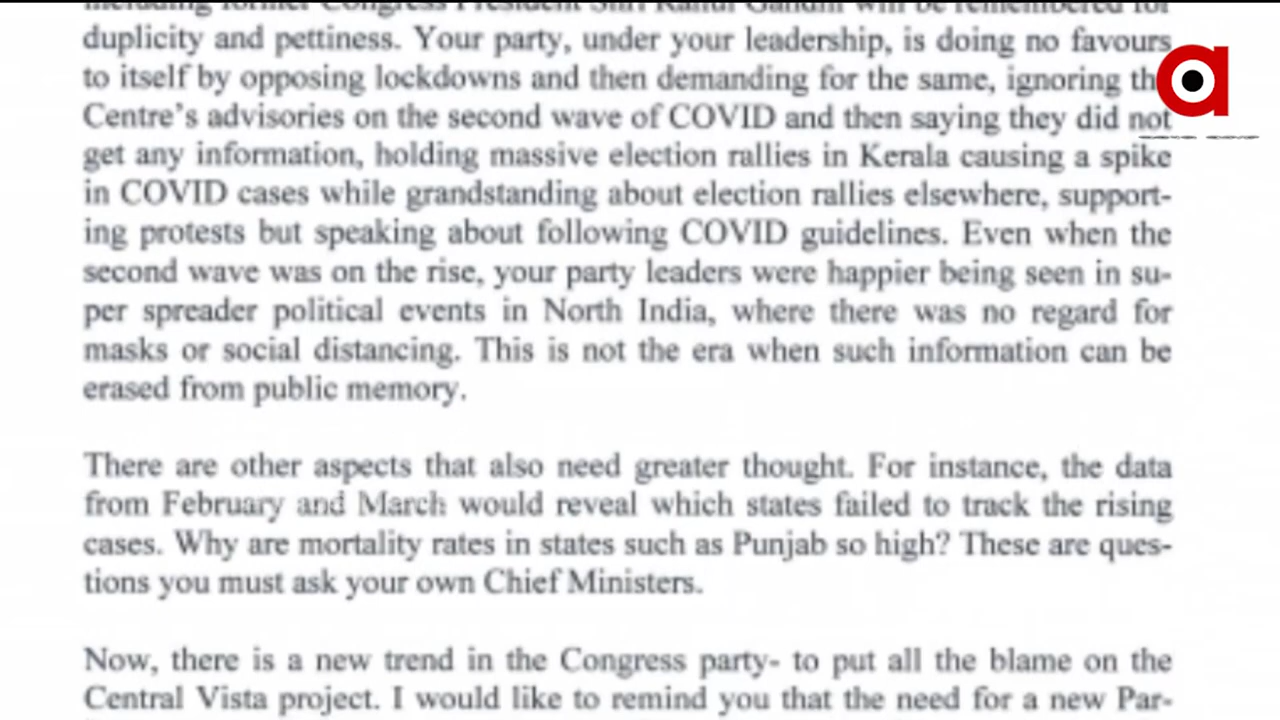 including former Congress President Shri Rahul Gandhi will be remembered for
duplicity and pettiness. Your party, under your leadership, is doing no favours
to itself by opposing lockdowns and then demanding for the same, ignoring the
Centre's advisories on the second wave of COVID and then saying they did not
get any information, holding massive election rallies in Kerala causing a spike
in COVID cases while grandstanding about election rallies elsewhere, support-
ing protests but speaking about following COVID guidelines. Even when the
second wave was on the rise, your party leaders were happier being seen in su-
per spreader political events in North India, where there was no regard for
masks or social distancing. This is not the era when such information can be
erased from public memory.
There are other aspects that also need greater thought. For instance, the data
from February and March would reveal which states failed to track the rising
cases. Why are mortality rates in states such as Punjab so high? These are ques-
tions you must ask your own Chief Ministers.
Now, there is a new trend in the Congress party- to put all the blame on the
Central Vista project. I would like to remind you that the need for a new Par-